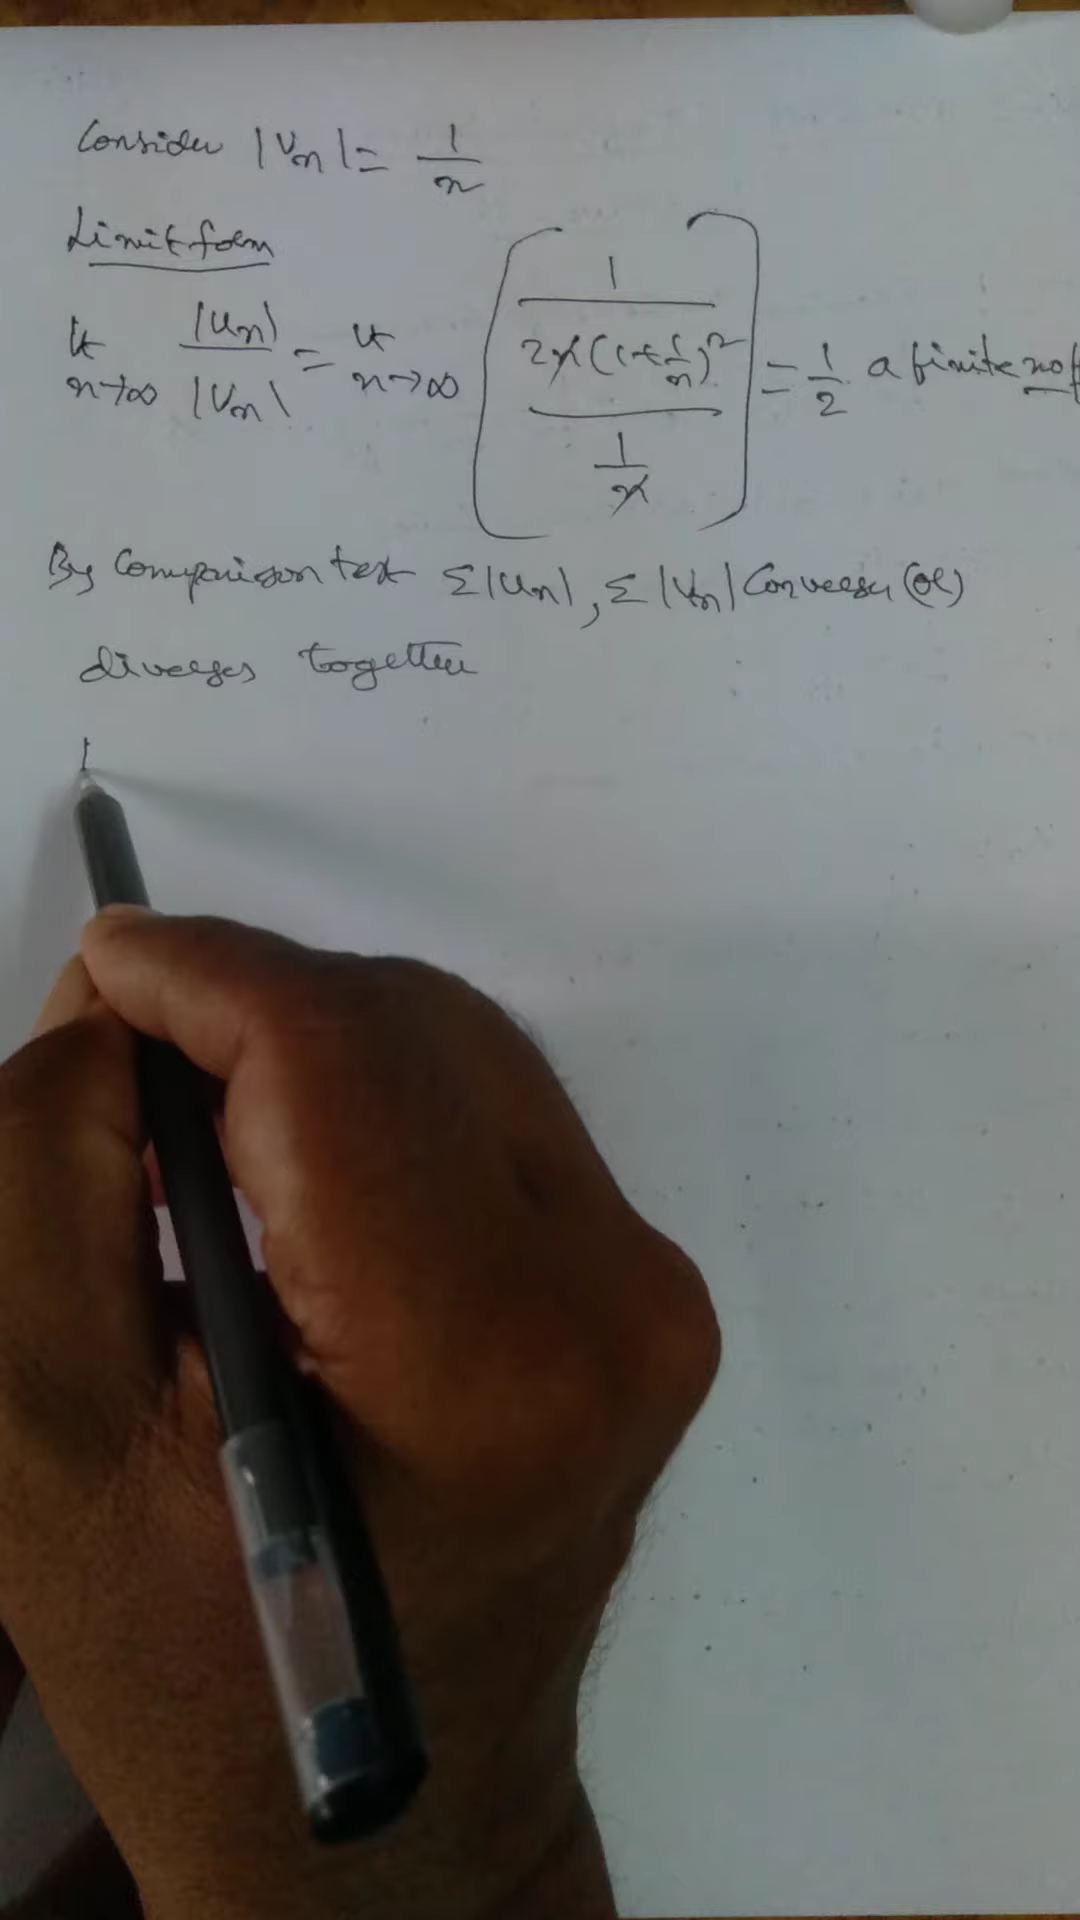 Consider |Vn| = 1/n
Limit form
lt n→∞ |Un|/|Vn| = lt n→∞ ( 1/(2n(1+1/n)²) / (1/n) ) = 1/2 a finite no
By Comparison test Σ|Un|, Σ|Vn| Converges (or)
diverges together